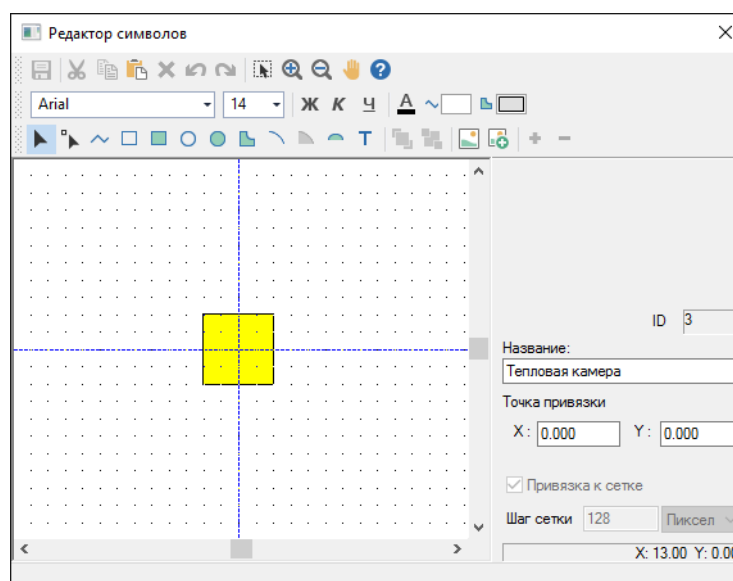 Редактор символов
Arial 14 Ж К Ч А
Т
ID 3
Название:
Тепловая камера
Точка привязки
X: 0.000 Y: 0.000
Привязка к сетке
Шаг сетки 128 Пиксел
X: 13.00 Y: 0.00